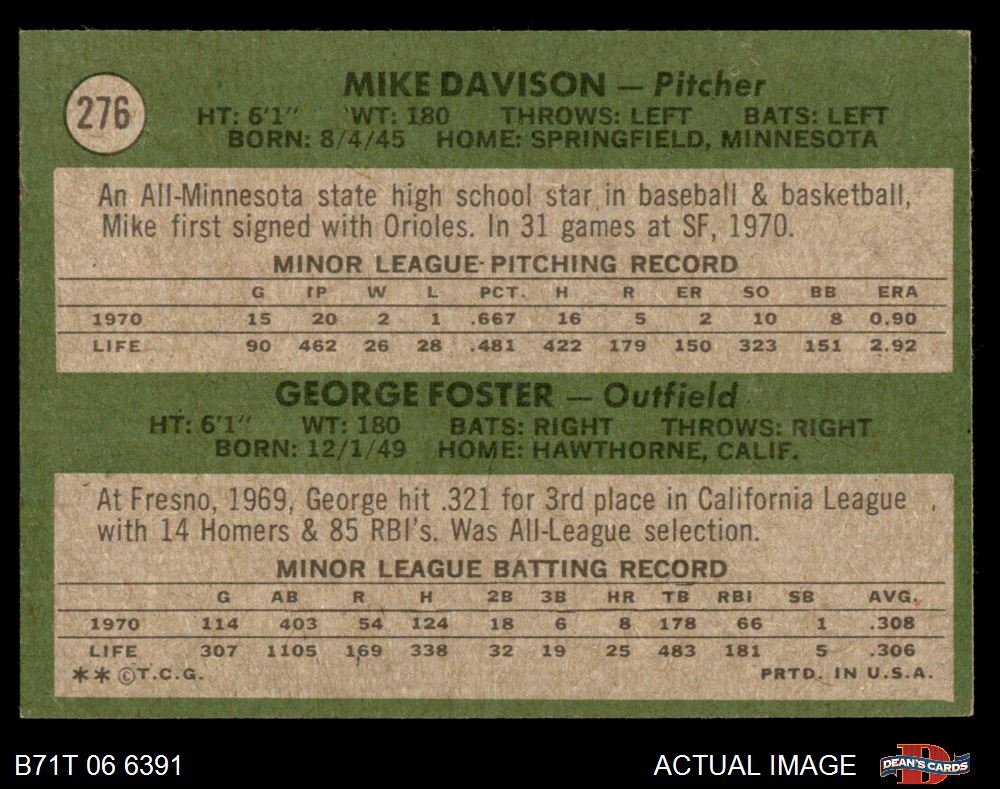 276
MIKE DAVISON — Pitcher
HT: 6'1" WT: 180 THROWS: LEFT BATS: LEFT
BORN: 8/4/45 HOME: SPRINGFIELD, MINNESOTA
An All-Minnesota state high school star in baseball & basketball,
Mike first signed with Orioles. In 31 games at SF, 1970.
MINOR LEAGUE PITCHING RECORD
G IP W L PCT. H R ER SO BB ERA
1970 15 20 2 1 .667 16 5 2 10 8 0.90
LIFE 90 462 26 28 .481 422 179 150 323 151 2.92
GEORGE FOSTER — Outfield
HT: 6'1" WT: 180 BATS: RIGHT THROWS: RIGHT
BORN: 12/1/49 HOME: HAWTHORNE, CALIF.
At Fresno, 1969, George hit .321 for 3rd place in California League
with 14 Homers & 85 RBI's. Was All-League selection.
MINOR LEAGUE BATTING RECORD
G AB R H 2B 3B HR TB RBI SB AVG.
1970 114 403 54 124 18 6 8 178 66 1 .308
LIFE 307 1105 169 338 32 19 25 483 181 5 .306
** ©T.C.G. PRTD. IN U.S.A.
B71T 06 6391 ACTUAL IMAGE DEAN'S CARDS